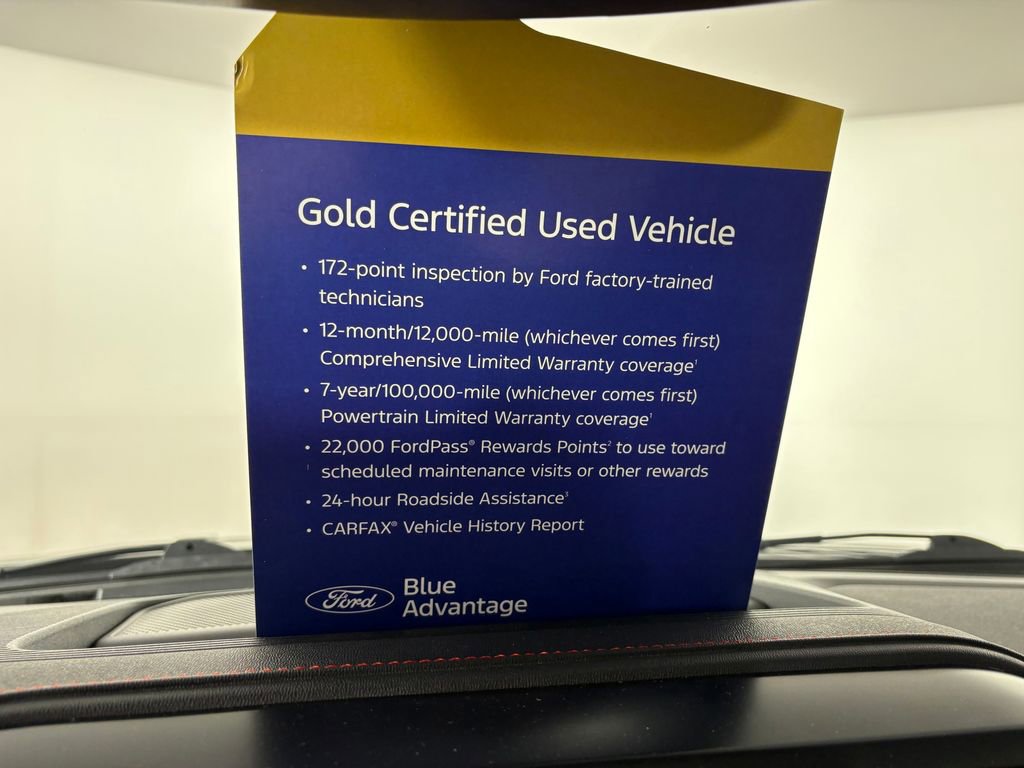 Gold Certified Used Vehicle
• 172-point inspection by Ford factory-trained
technicians
• 12-month/12,000-mile (whichever comes first)
Comprehensive Limited Warranty coverage¹
• 7-year/100,000-mile (whichever comes first)
Powertrain Limited Warranty coverage¹
• 22,000 FordPass® Rewards Points² to use toward
scheduled maintenance visits or other rewards
• 24-hour Roadside Assistance³
• CARFAX® Vehicle History Report
Ford Blue
Advantage